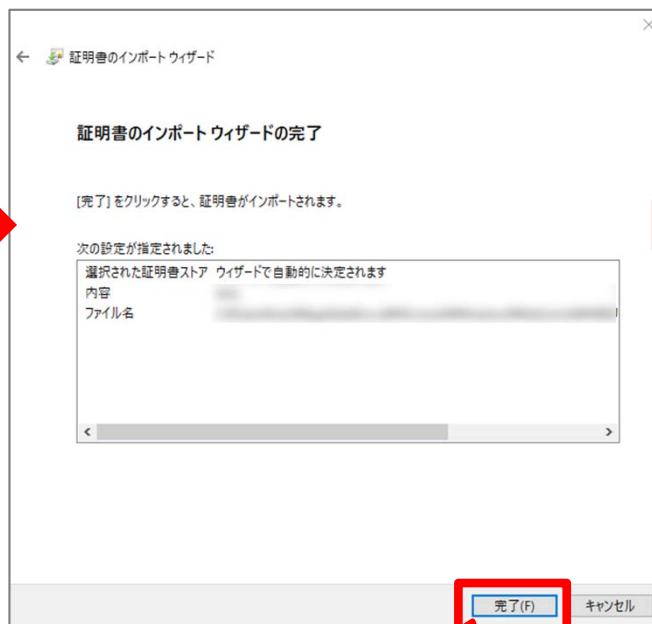 証明書のインポート ウィザード
証明書のインポート ウィザードの完了
[完了] をクリックすると、証明書がインポートされます。
次の設定が指定されました:
選択された証明書ストア ウィザードで自動的に決定されます
内容
ファイル名
完了(F) キャンセル